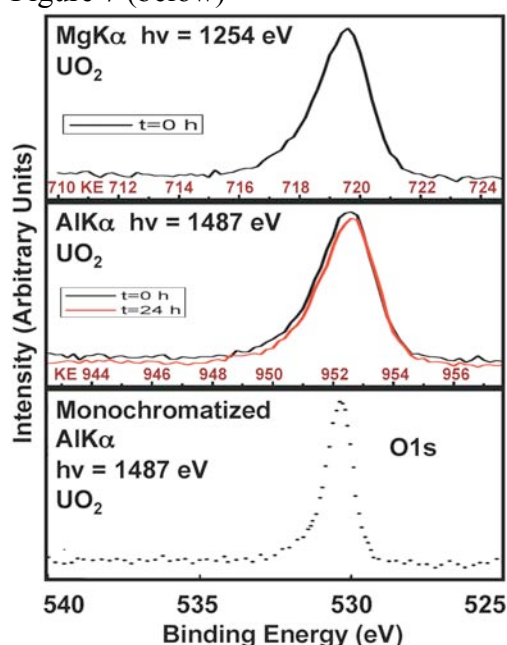 Figure 7 (below)
MgKα hν = 1254 eV
UO2
t=0 h
710 KE 712 714 716 718 720 722 724
AlKα hν = 1487 eV
UO2
t=0 h
t=24 h
KE 944 946 948 950 952 954 956
Monochromatized
AlKα
hν = 1487 eV
UO2
O1s
540 535 530 525
Binding Energy (eV)
Intensity (Arbitrary Units)